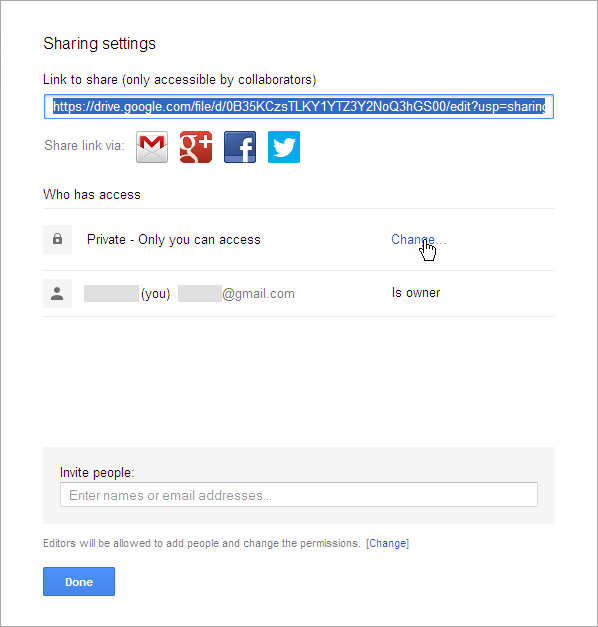 Sharing settings
Link to share (only accessible by collaborators)
https://drive.google.com/file/d/0B35KCzsTLKY1YTZ3Y2NoQ3hGS00/edit?usp=sharing
Share link via: M g+ f
Who has access
Private - Only you can access Change...
(you) @gmail.com Is owner
Invite people:
Enter names or email addresses...
Editors will be allowed to add people and change the permissions. [Change]
Done